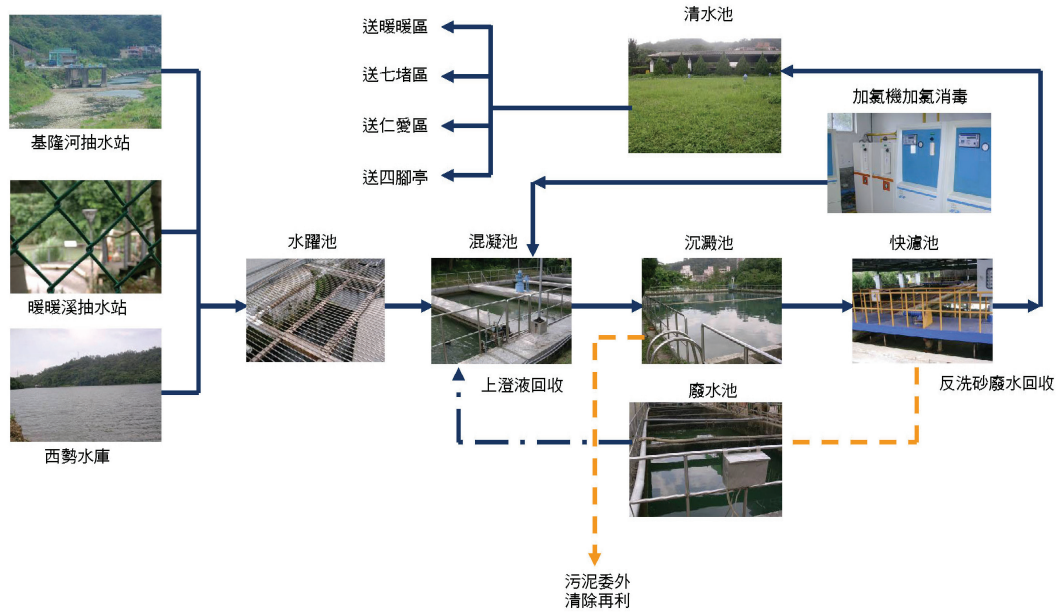 清水池
送暖暖區
送七堵區
送仁愛區
送四腳亭
加氯機加氯消毒
基隆河抽水站
暖暖溪抽水站
西勢水庫
水躍池
混凝池
沉澱池
快濾池
上澄液回收
廢水池
反洗砂廢水回收
污泥委外
清除再利